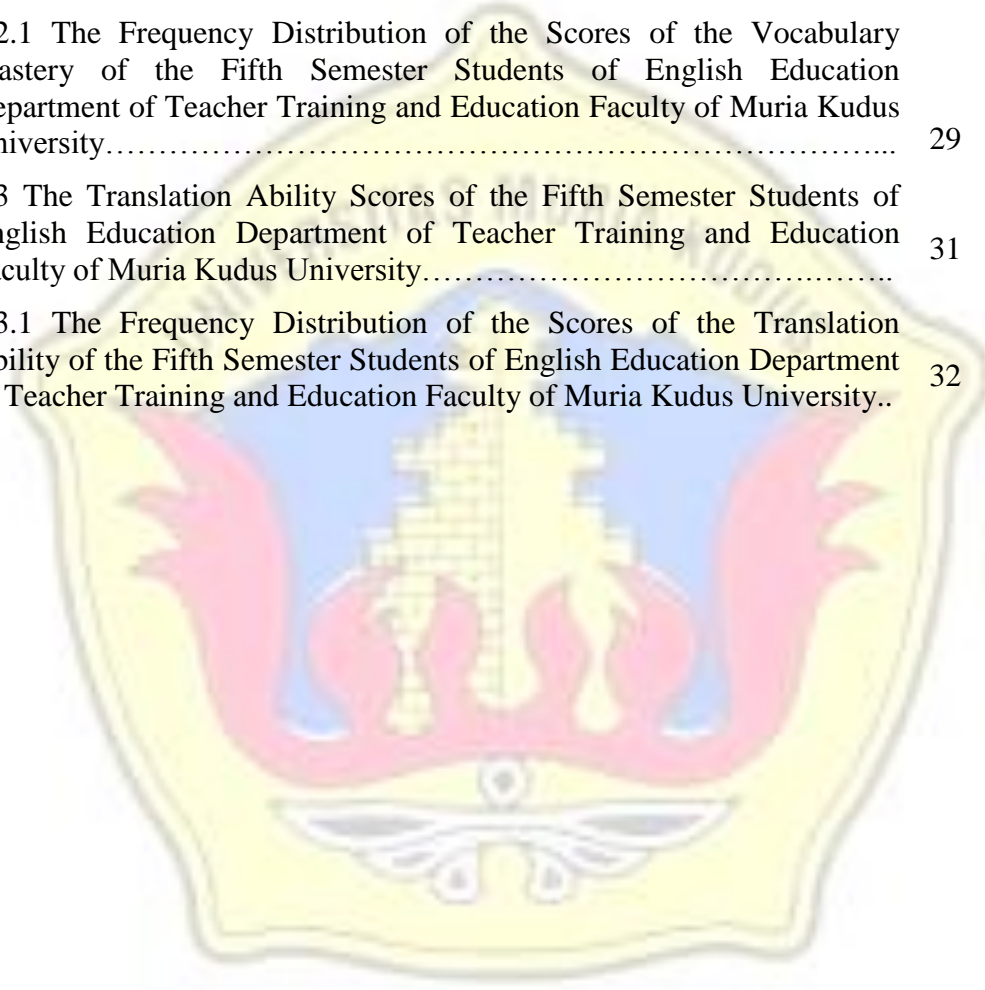 2.1 The Frequency Distribution of the Scores of the Vocabulary
astery of the Fifth Semester Students of English Education
epartment of Teacher Training and Education Faculty of Muria Kudus
niversity……………………………………………………………... 29
3 The Translation Ability Scores of the Fifth Semester Students of
nglish Education Department of Teacher Training and Education
aculty of Muria Kudus University……………………………….…….. 31
3.1 The Frequency Distribution of the Scores of the Translation
bility of the Fifth Semester Students of English Education Department
Teacher Training and Education Faculty of Muria Kudus University.. 32